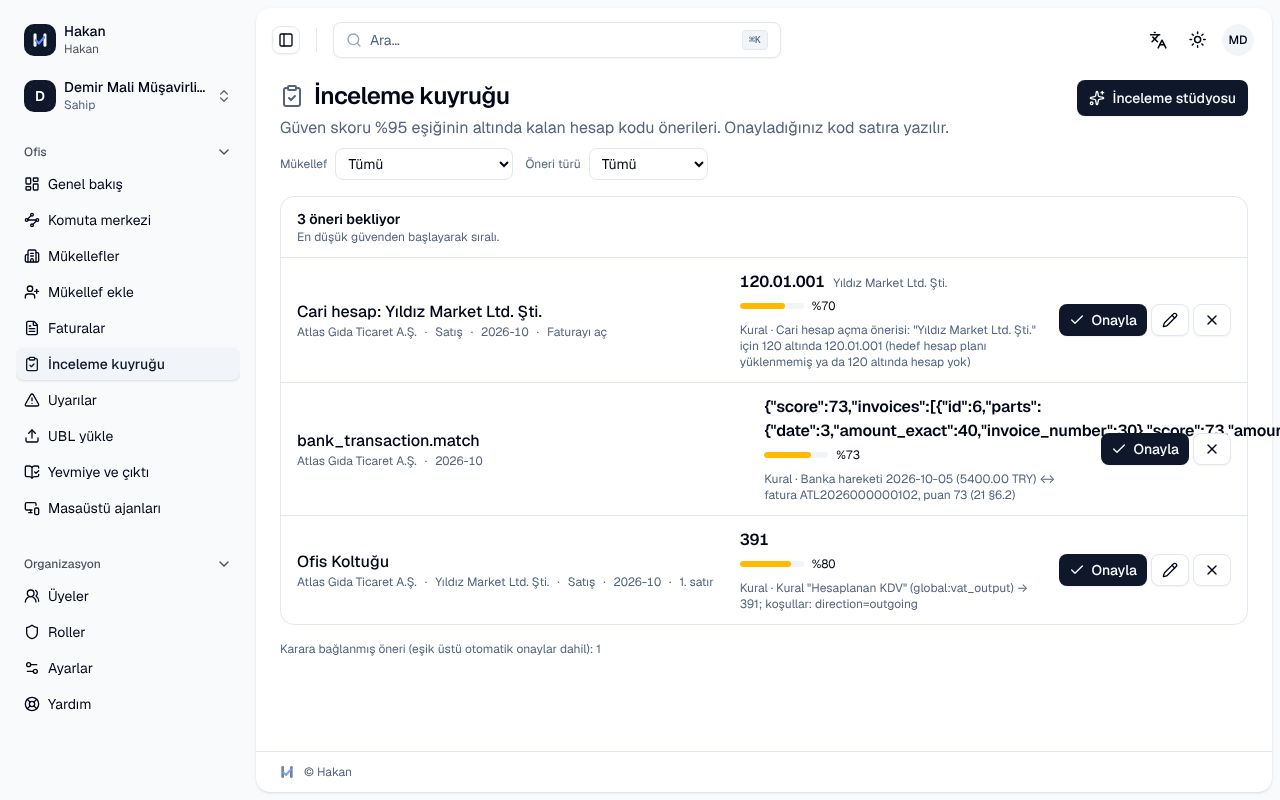 Hakan
Hakan
D
Demir Mali Müşavirli...
Sahip
Ofis
Genel bakış
Komuta merkezi
Mükellefler
Mükellef ekle
Faturalar
İnceleme kuyruğu
Uyarılar
UBL yükle
Yevmiye ve çıktı
Masaüstü ajanları
Organizasyon
Üyeler
Roller
Ayarlar
Yardım
Ara...
⌘K
MD
İnceleme kuyruğu
İnceleme stüdyosu
Güven skoru %95 eşiğinin altında kalan hesap kodu önerileri. Onayladığınız kod satıra yazılır.
Mükellef
Tümü
Öneri türü
Tümü
3 öneri bekliyor
En düşük güvenden başlayarak sıralı.
Cari hesap: Yıldız Market Ltd. Şti.
Atlas Gıda Ticaret A.Ş. · Satış · 2026-10 · Faturayı aç
120.01.001 Yıldız Market Ltd. Şti.
%70
Kural · Cari hesap açma önerisi: "Yıldız Market Ltd. Şti."
için 120 altında 120.01.001 (hedef hesap planı
yüklenmemiş ya da 120 altında hesap yok)
Onayla
bank_transaction.match
Atlas Gıda Ticaret A.Ş. · 2026-10
{"score":73,"invoices":[{"id":6,"parts":
{"date":3,"amount_exact":40,"invoice_number":30},"score":73,"amoun
%73
Kural · Banka hareketi 2026-10-05 (5400.00 TRY) ↔
fatura ATL2026000000102, puan 73 (21 §6.2)
Onayla
Ofis Koltuğu
Atlas Gıda Ticaret A.Ş. · Yıldız Market Ltd. Şti. · Satış · 2026-10 · 1. satır
391
%80
Kural · Kural "Hesaplanan KDV" (global:vat_output) →
391; koşullar: direction=outgoing
Onayla
Karara bağlanmış öneri (eşik üstü otomatik onaylar dahil): 1
© Hakan